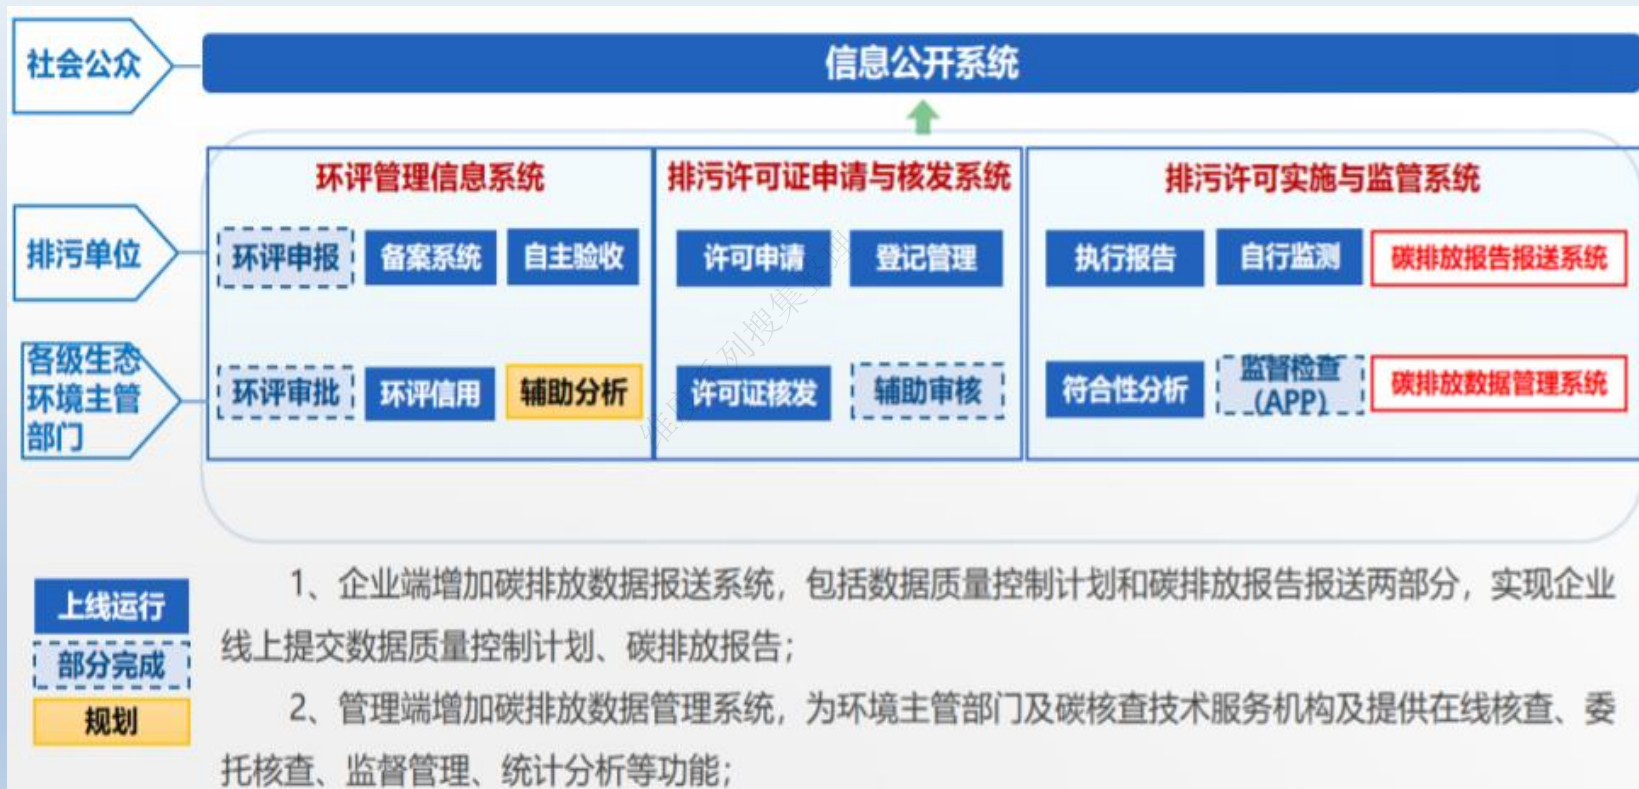 社会公众
信息公开系统
环评管理信息系统
排污许可证申请与核发系统
排污许可实施与监管系统
排污单位
环评申报
备案系统
自主验收
许可申请
登记管理
执行报告
自行监测
碳排放报告报送系统
各级生态
环境主管
部门
环评审批
环评信用
辅助分析
许可证核发
辅助审核
符合性分析
监督检查
(APP)
碳排放数据管理系统
上线运行
部分完成
规划
1、企业端增加碳排放数据报送系统，包括数据质量控制计划和碳排放报告报送两部分，实现企业
线上提交数据质量控制计划、碳排放报告；
2、管理端增加碳排放数据管理系统，为环境主管部门及碳核查技术服务机构及提供在线核查、委
托核查、监督管理、统计分析等功能；
列搜集